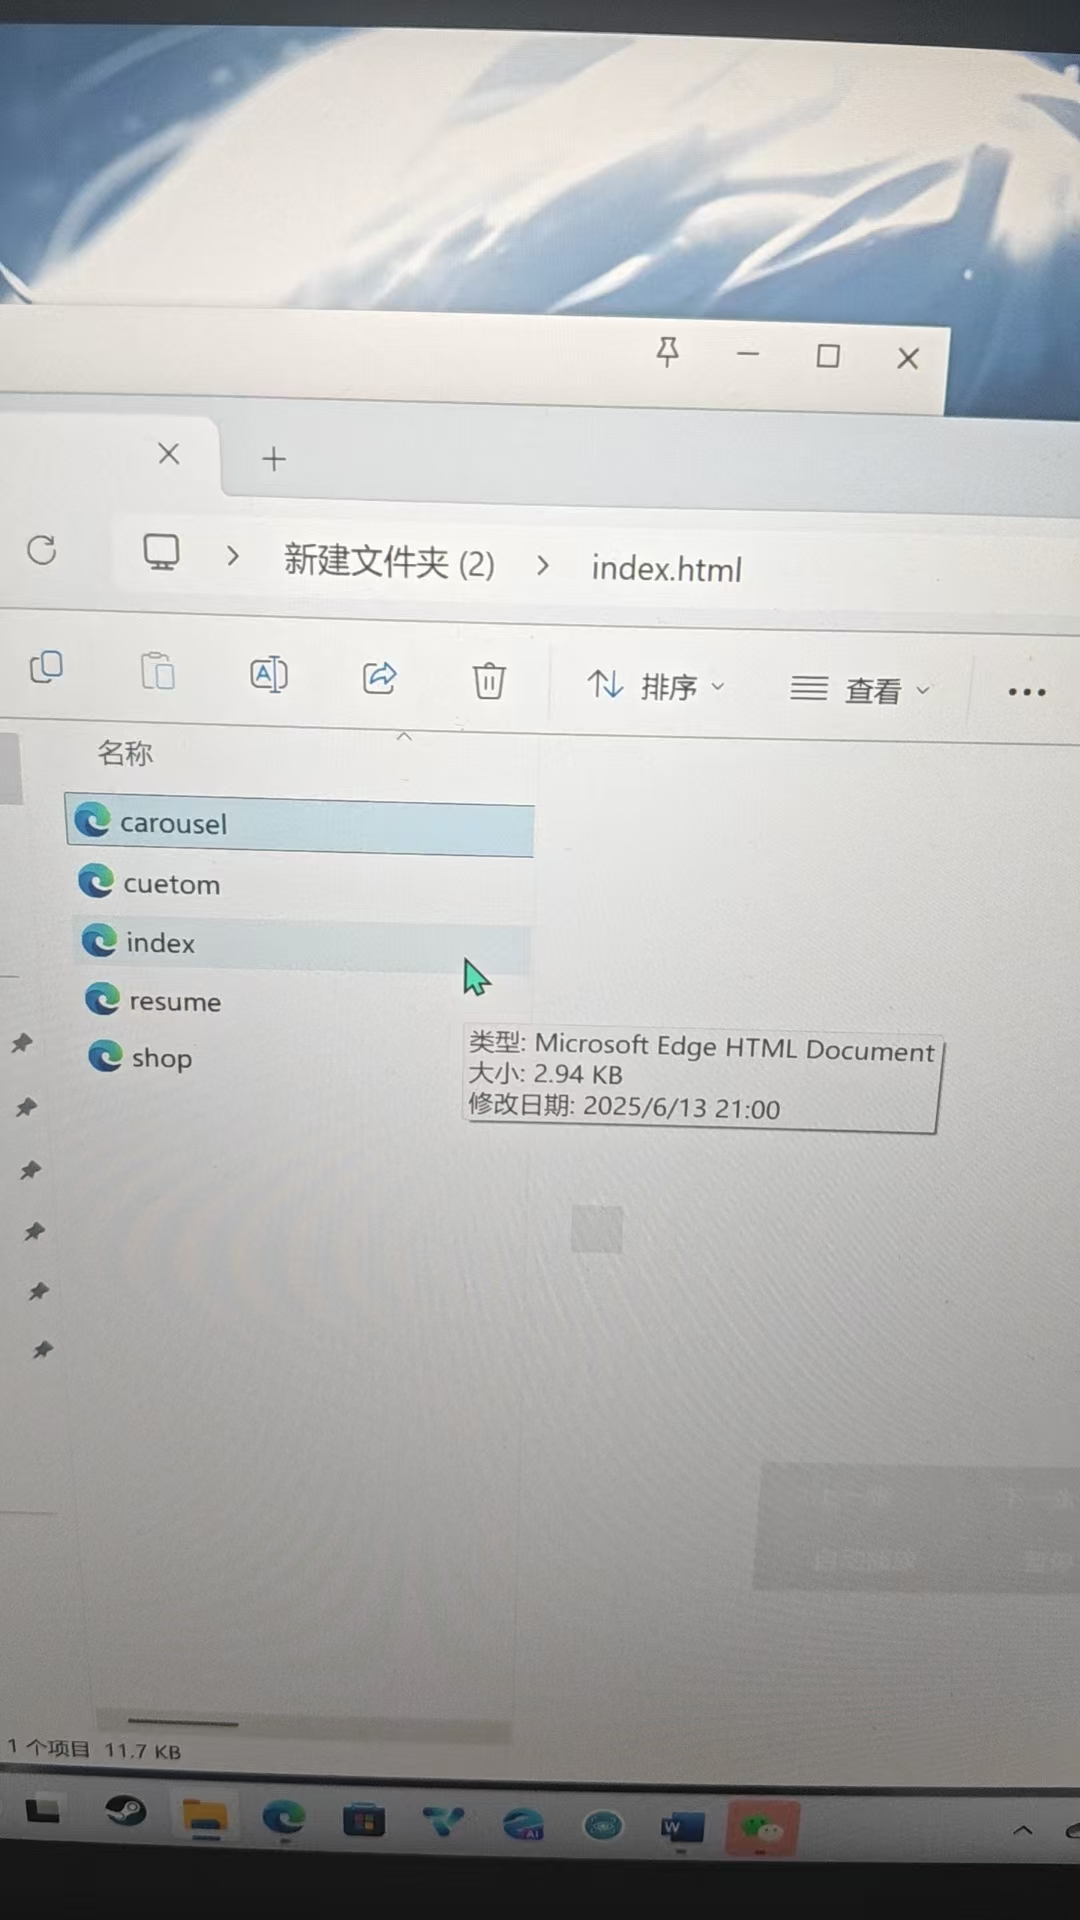 新建文件夹 (2) > index.html
排序 查看
名称
carousel
cuetom
index
resume
shop
类型: Microsoft Edge HTML Document
大小: 2.94 KB
修改日期: 2025/6/13 21:00
1 个项目 11.7 KB